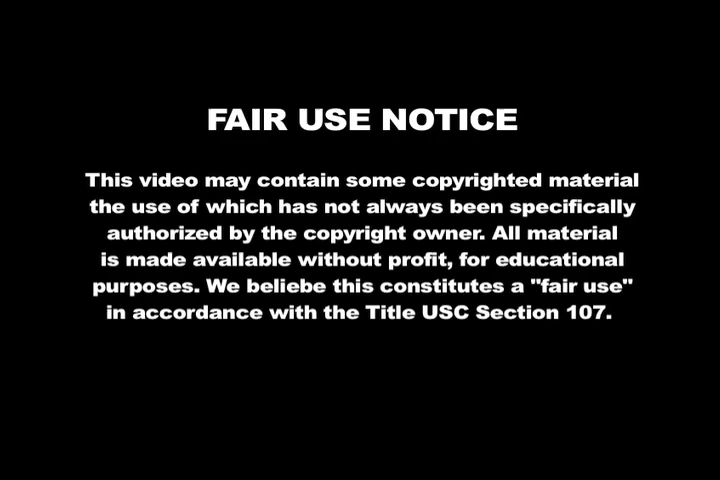 FAIR USE NOTICE
This video may contain some copyrighted material
the use of which has not always been specifically
authorized by the copyright owner. All material
is made available without profit, for educational
purposes. We beliebe this constitutes a "fair use"
in accordance with the Title USC Section 107.